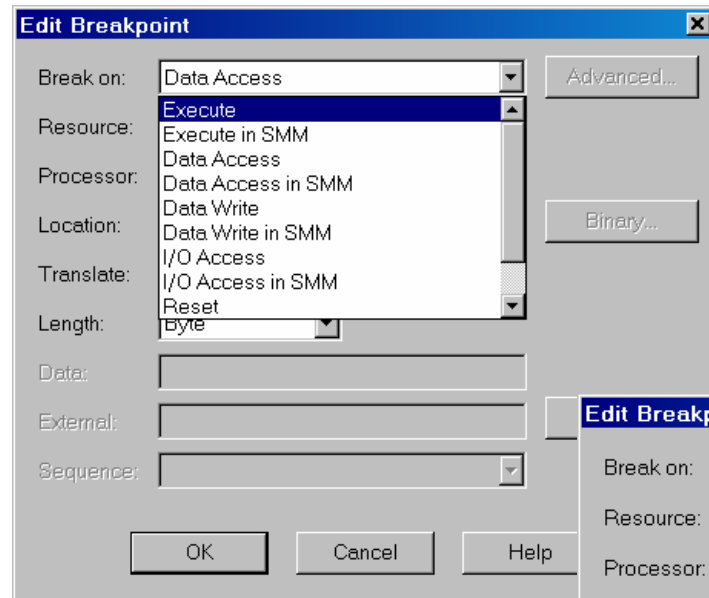 Edit Breakpoint
Break on: Data Access Advanced...
Execute
Resource:
Execute in SMM
Data Access
Processor:
Data Access in SMM
Data Write
Location: Binary...
Data Write in SMM
I/O Access
Translate:
I/O Access in SMM
Reset
Length: Byte
Data:
External:
Sequence:
OK Cancel Help
Edit Breakp
Break on:
Resource:
Processor: